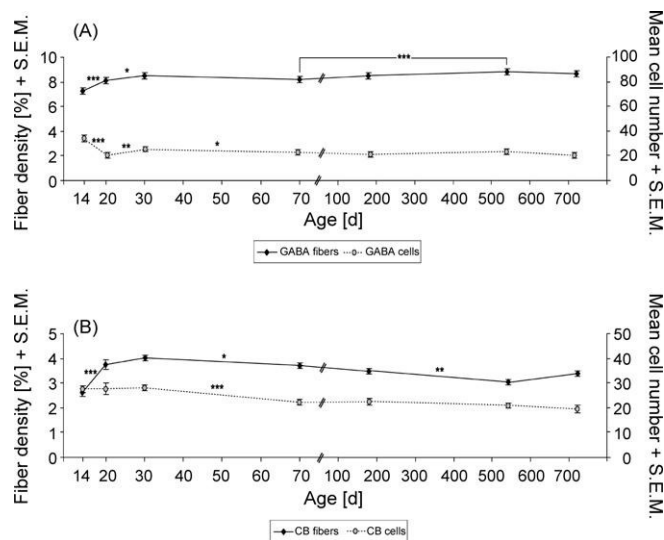 (A)
Fiber density [%] + S.E.M.
Mean cell number + S.E.M.
10
8
6
4
2
0
100
80
60
40
20
0
***
*
***
***
**
*
14 20 30 40 50 60 70 100 200 300 400 500 600 700
Age [d]
GABA fibers GABA cells
(B)
Fiber density [%] + S.E.M.
Mean cell number + S.E.M.
5
4
3
2
1
0
50
40
30
20
10
0
***
*
**
***
14 20 30 40 50 60 70 100 200 300 400 500 600 700
Age [d]
CB fibers CB cells